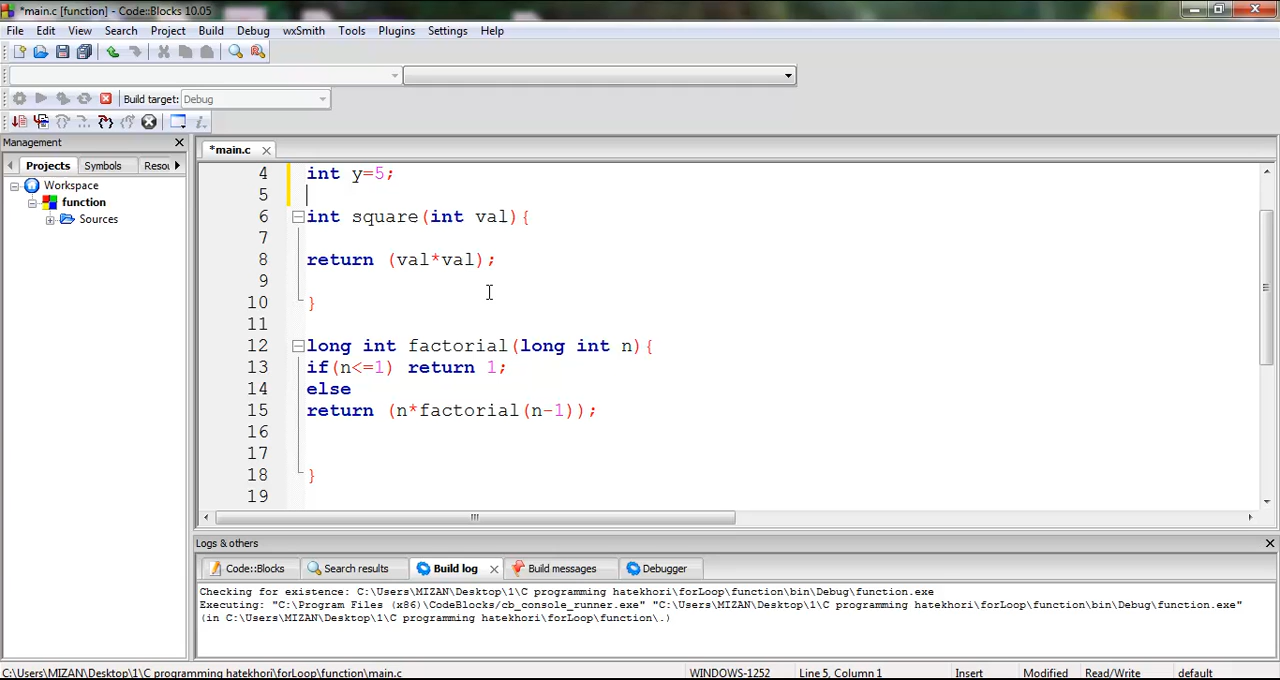 *main.c [function] - Code::Blocks 10.05
File Edit View Search Project Build Debug wxSmith Tools Plugins Settings Help
Build target: Debug
Management
Projects Symbols Resou
Workspace
function
Sources
*main.c
4 int y=5;
5
6 int square(int val){
7
8 return (val*val);
9
10 }
11
12 long int factorial(long int n){
13 if(n<=1) return 1;
14 else
15 return (n*factorial(n-1));
16
17
18 }
19
Logs & others
Code::Blocks Search results Build log Build messages Debugger
Checking for existence: C:\Users\MIZAN\Desktop\1\C programming hatekhori\forLoop\function\bin\Debug\function.exe
Executing: "C:\Program Files (x86)\CodeBlocks/cb_console_runner.exe" "C:\Users\MIZAN\Desktop\1\C programming hatekhori\forLoop\function\bin\Debug\function.exe"
(in C:\Users\MIZAN\Desktop\1\C programming hatekhori\forLoop\function\.)
C:\Users\MIZAN\Desktop\1\C programming hatekhori\forLoop\function\main.c WINDOWS-1252 Line 5, Column 1 Insert Modified Read/Write default